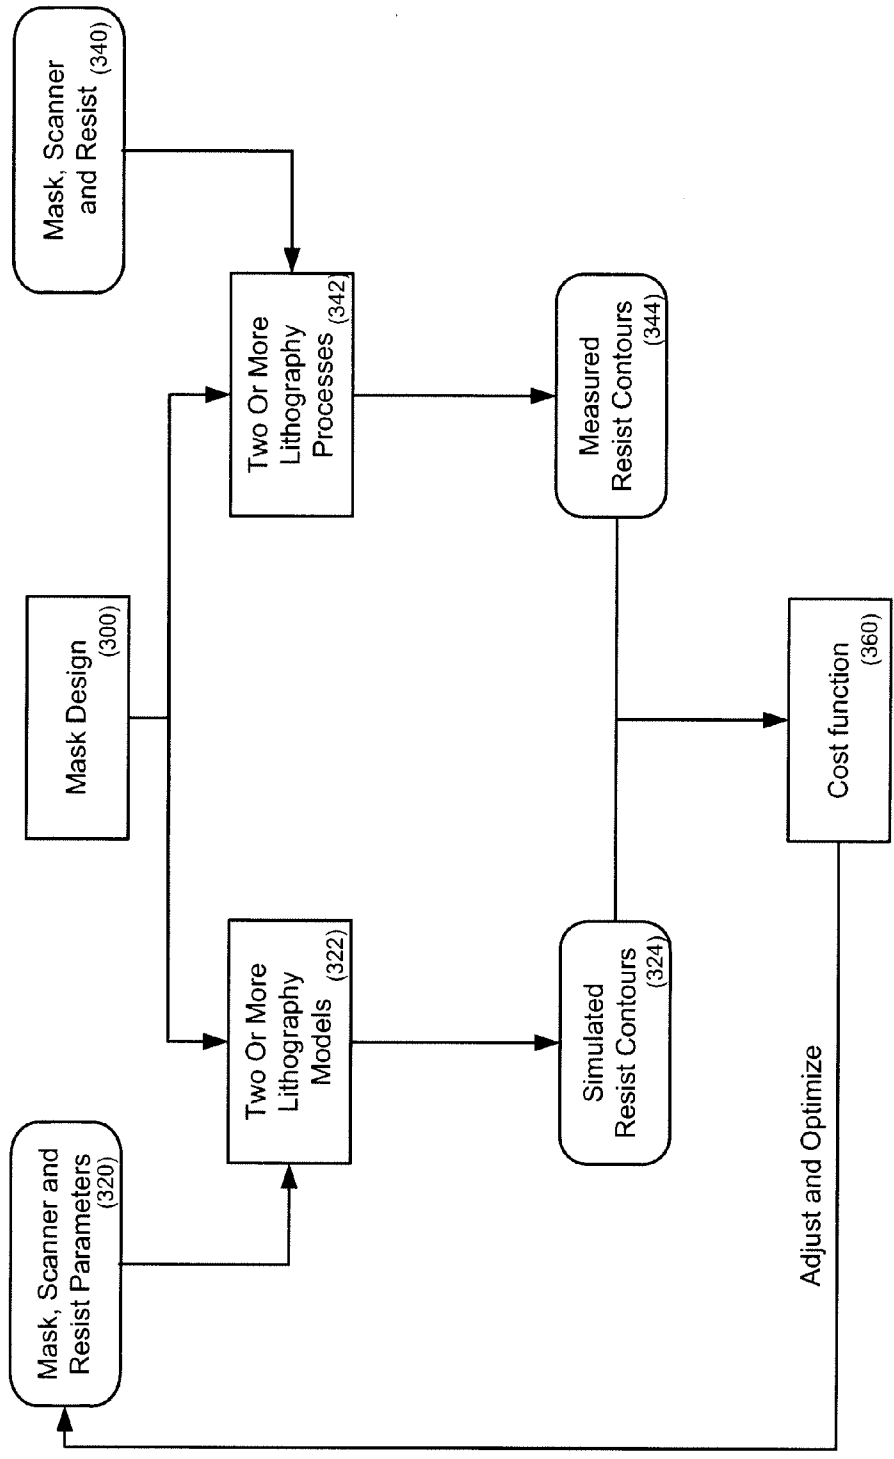 Mask, Scanner and
Resist Parameters
(320)
Mask Design
(300)
Mask, Scanner
and Resist
(340)
Two Or More
Lithography
Models
(322)
Two Or More
Lithography
Processes
(342)
Simulated
Resist Contours
(324)
Measured
Resist Contours
(344)
Adjust and Optimize
Cost function
(360)